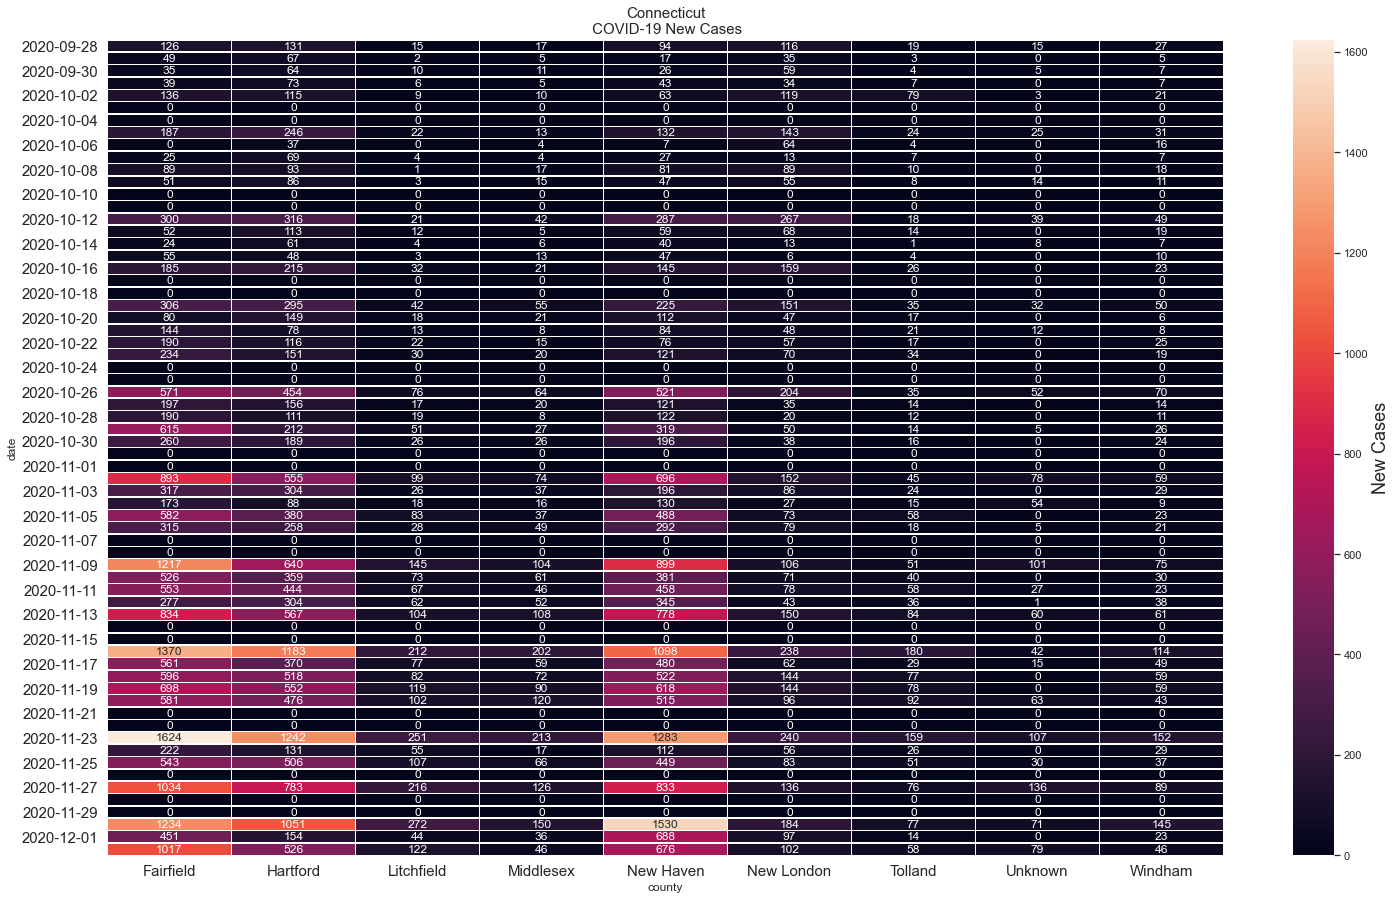 Connecticut
COVID-19 New Cases
2020-09-28 126 131 15 17 94 116 19 15 27
49 67 2 5 17 35 3 0 5
2020-09-30 35 64 10 11 26 59 4 5 7
39 73 6 5 43 34 7 0 7
2020-10-02 136 115 9 10 63 119 79 3 21
0 0 0 0 0 0 0 0 0
2020-10-04 0 0 0 0 0 0 0 0 0
187 246 22 13 132 143 24 25 31
2020-10-06 0 37 0 4 7 64 4 0 16
25 69 4 4 27 13 7 0 7
2020-10-08 89 93 1 17 81 89 10 0 18
51 86 3 15 47 55 8 14 11
2020-10-10 0 0 0 0 0 0 0 0 0
0 0 0 0 0 0 0 0 0
2020-10-12 300 316 21 42 287 267 18 39 49
52 113 12 5 59 68 14 0 19
2020-10-14 24 61 4 6 40 13 1 8 7
55 48 3 13 47 6 4 0 10
2020-10-16 185 215 32 21 145 159 26 0 23
0 0 0 0 0 0 0 0 0
2020-10-18 0 0 0 0 0 0 0 0 0
306 295 42 55 225 151 35 32 50
2020-10-20 80 149 18 21 112 47 17 0 6
144 78 13 8 84 48 21 12 8
2020-10-22 190 116 22 15 76 57 17 0 25
234 151 30 20 121 70 34 0 19
2020-10-24 0 0 0 0 0 0 0 0 0
0 0 0 0 0 0 0 0 0
2020-10-26 571 454 76 64 521 204 35 52 70
197 156 17 20 121 35 14 0 14
2020-10-28 190 111 19 8 122 20 12 0 11
615 212 51 27 319 50 14 5 26
2020-10-30 260 189 26 26 196 38 16 0 24
0 0 0 0 0 0 0 0 0
2020-11-01 0 0 0 0 0 0 0 0 0
893 555 99 74 696 152 45 78 59
2020-11-03 317 304 26 37 196 86 24 0 29
173 88 18 16 130 27 15 54 9
2020-11-05 582 380 83 37 488 73 58 0 23
315 258 28 49 292 79 18 5 21
2020-11-07 0 0 0 0 0 0 0 0 0
0 0 0 0 0 0 0 0 0
2020-11-09 1217 640 145 104 899 106 51 101 75
526 359 73 61 381 71 40 0 30
2020-11-11 553 444 67 46 458 78 58 27 23
277 304 62 52 345 43 36 1 38
2020-11-13 834 567 104 108 778 150 84 60 61
0 0 0 0 0 0 0 0 0
2020-11-15 0 0 0 0 0 0 0 0 0
1370 1183 212 202 1098 238 180 42 114
2020-11-17 561 370 77 59 480 62 29 15 49
596 518 82 72 522 144 77 0 59
2020-11-19 698 552 119 90 618 144 78 0 59
581 476 102 120 515 96 92 63 43
2020-11-21 0 0 0 0 0 0 0 0 0
0 0 0 0 0 0 0 0 0
2020-11-23 1624 1242 251 213 1283 240 159 107 152
222 131 55 17 112 56 26 0 29
2020-11-25 543 506 107 66 449 83 51 30 37
0 0 0 0 0 0 0 0 0
2020-11-27 1034 783 216 126 833 136 76 136 89
0 0 0 0 0 0 0 0 0
2020-11-29 0 0 0 0 0 0 0 0 0
1234 1051 272 150 1530 184 77 71 145
2020-12-01 451 154 44 36 688 97 14 0 23
1017 526 122 46 676 102 58 79 46
Fairfield Hartford Litchfield Middlesex New Haven New London Tolland Unknown Windham
county
date
1600
1400
1200
1000
800
600
400
200
0
New Cases